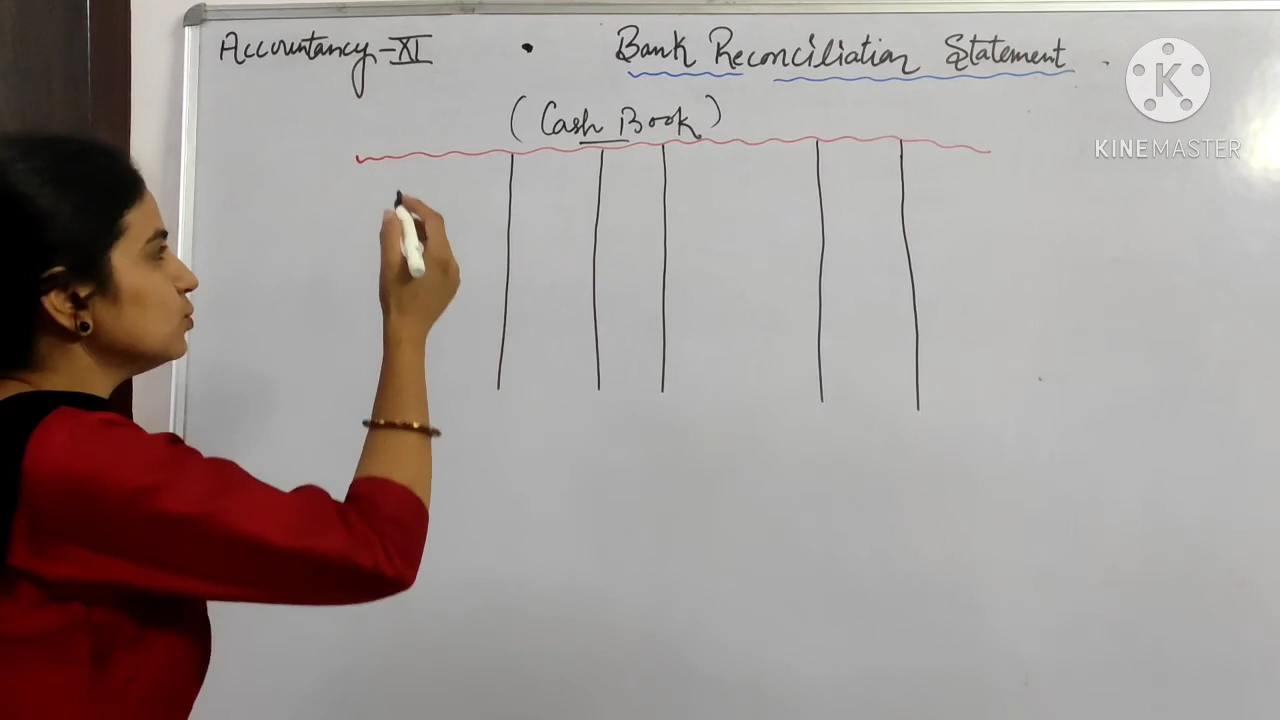 Accountancy-XI • Bank Reconciliation Statement
(Cash Book)
K
KINEMASTER